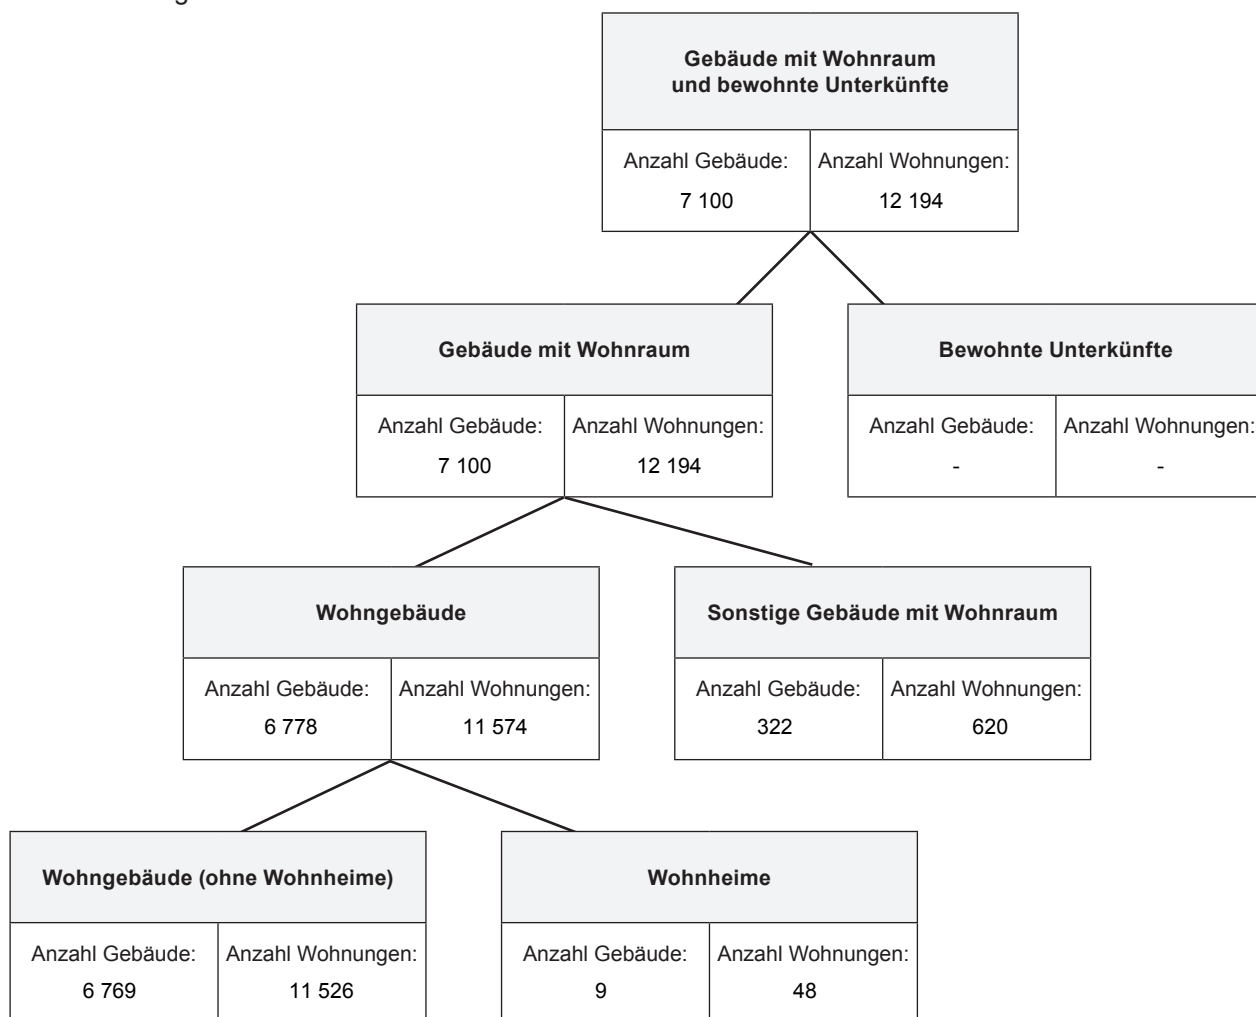 Gebäude mit Wohnraum
und bewohnte Unterkünfte
Anzahl Gebäude: Anzahl Wohnungen:
7 100 12 194
Gebäude mit Wohnraum Bewohnte Unterkünfte
Anzahl Gebäude: Anzahl Wohnungen: Anzahl Gebäude: Anzahl Wohnungen:
7 100 12 194 - -
Wohngebäude Sonstige Gebäude mit Wohnraum
Anzahl Gebäude: Anzahl Wohnungen: Anzahl Gebäude: Anzahl Wohnungen:
6 778 11 574 322 620
Wohngebäude (ohne Wohnheime) Wohnheime
Anzahl Gebäude: Anzahl Wohnungen: Anzahl Gebäude: Anzahl Wohnungen:
6 769 11 526 9 48